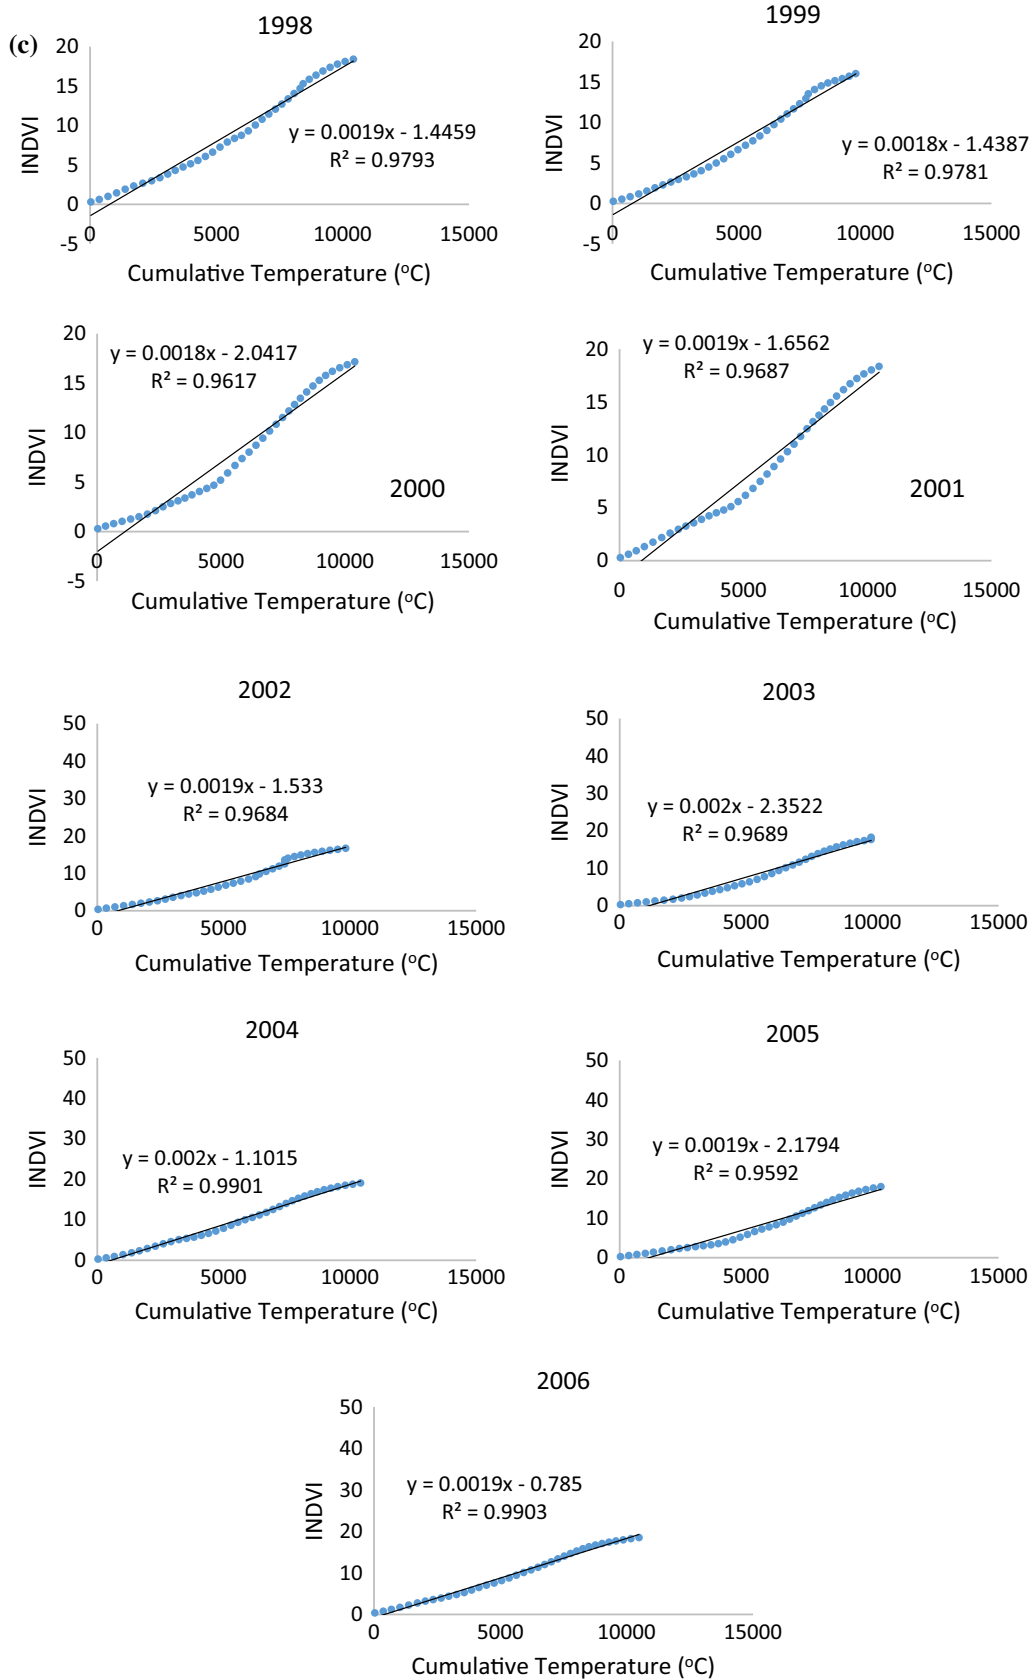 (c)
1998
20
15
10
5
0
-5
INDVI
y = 0.0019x - 1.4459
R² = 0.9793
0 5000 10000 15000
Cumulative Temperature (°C)
1999
20
15
10
5
0
-5
INDVI
y = 0.0018x - 1.4387
R² = 0.9781
0 5000 10000 15000
Cumulative Temperature (°C)
20
15
10
5
0
-5
INDVI
y = 0.0018x - 2.0417
R² = 0.9617
2000
0 5000 10000 15000
Cumulative Temperature (°C)
20
15
10
5
0
INDVI
y = 0.0019x - 1.6562
R² = 0.9687
2001
0 5000 10000 15000
Cumulative Temperature (°C)
2002
50
40
30
20
10
0
INDVI
y = 0.0019x - 1.533
R² = 0.9684
0 5000 10000 15000
Cumulative Temperature (°C)
2003
50
40
30
20
10
0
INDVI
y = 0.002x - 2.3522
R² = 0.9689
0 5000 10000 15000
Cumulative Temperature (°C)
2004
50
40
30
20
10
0
INDVI
y = 0.002x - 1.1015
R² = 0.9901
0 5000 10000 15000
Cumulative Temperature (°C)
2005
50
40
30
20
10
0
INDVI
y = 0.0019x - 2.1794
R² = 0.9592
0 5000 10000 15000
Cumulative Temperature (°C)
2006
50
40
30
20
10
0
INDVI
y = 0.0019x - 0.785
R² = 0.9903
0 5000 10000 15000
Cumulative Temperature (°C)